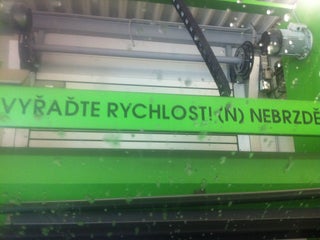 VYŘAĎTE RYCHLOST! (N) NEBRZDĚ